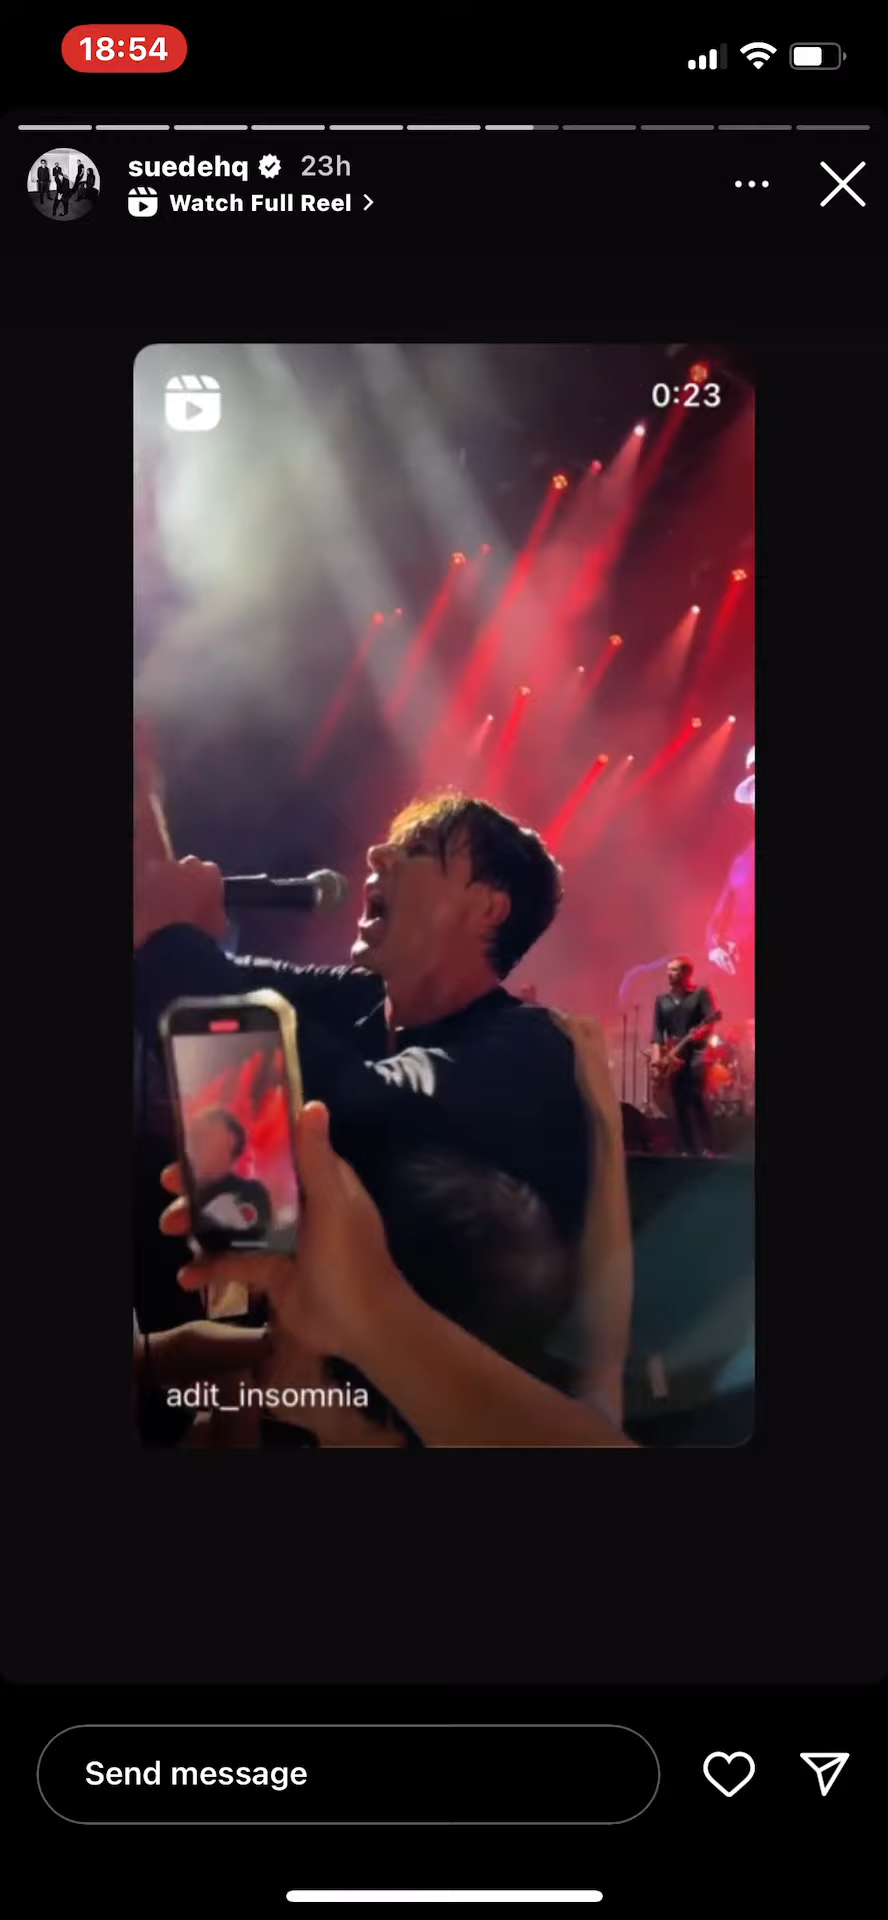 18:54
suedehq 23h
Watch Full Reel
0:23
adit_insomnia
Send message